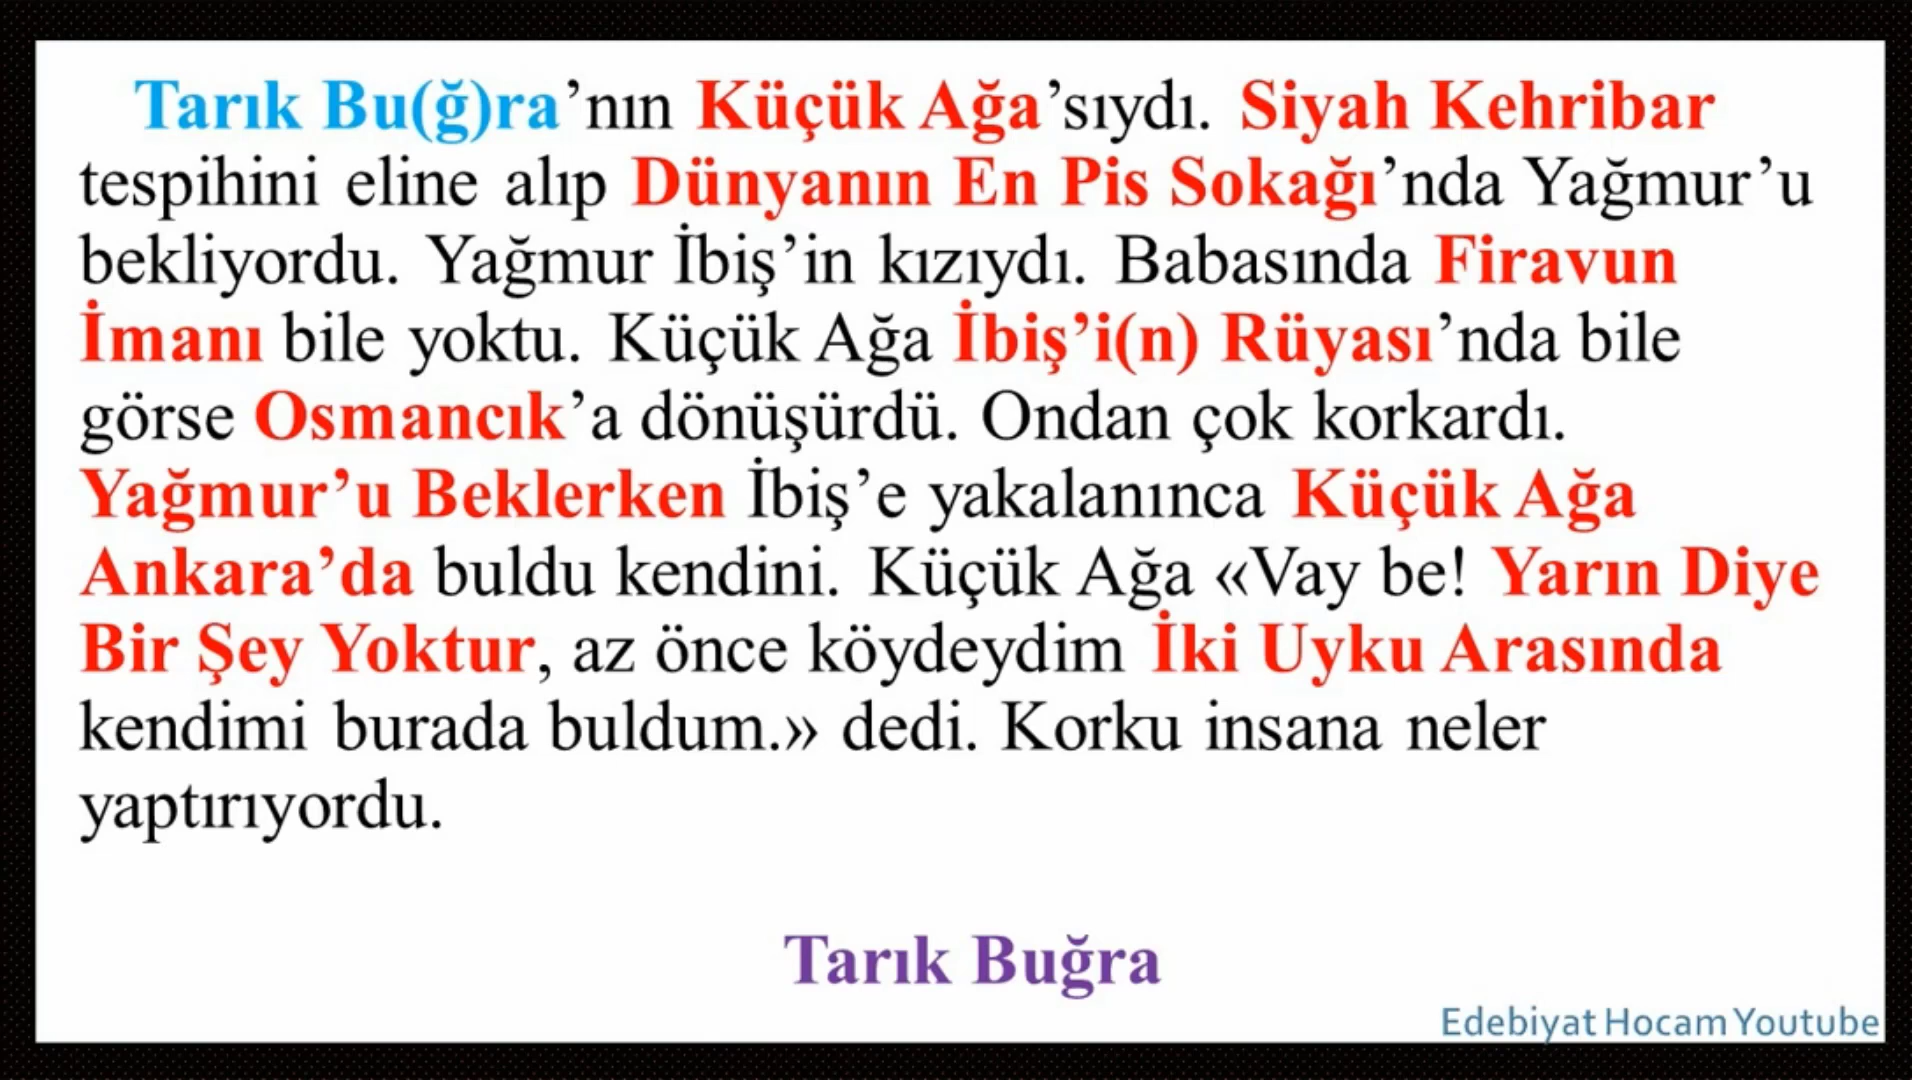 Tarık Bu(ğ)ra’nın Küçük Ağa’sıydı. Siyah Kehribar
tespihini eline alıp Dünyanın En Pis Sokağı’nda Yağmur’u
bekliyordu. Yağmur İbiş’in kızıydı. Babasında Firavun
İmanı bile yoktu. Küçük Ağa İbiş’i(n) Rüyası’nda bile
görse Osmancık’a dönüşürdü. Ondan çok korkardı.
Yağmur’u Beklerken İbiş’e yakalanınca Küçük Ağa
Ankara’da buldu kendini. Küçük Ağa «Vay be! Yarın Diye
Bir Şey Yoktur, az önce köydeydim İki Uyku Arasında
kendimi burada buldum.» dedi. Korku insana neler
yaptırıyordu.
Tarık Buğra
Edebiyat Hocam Youtube